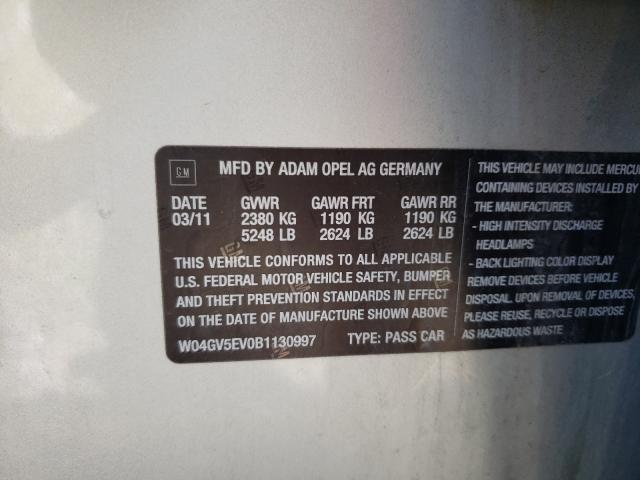 GM
MFD BY ADAM OPEL AG GERMANY
DATE GVWR GAWR FRT GAWR RR
03/11 2380 KG 1190 KG 1190 KG
5248 LB 2624 LB 2624 LB
THIS VEHICLE CONFORMS TO ALL APPLICABLE
U.S. FEDERAL MOTOR VEHICLE SAFETY, BUMPER
AND THEFT PREVENTION STANDARDS IN EFFECT
ON THE DATE OF MANUFACTURE SHOWN ABOVE
W04GV5EV0B1130997 TYPE: PASS CAR
THIS VEHICLE MAY INCLUDE MERCU
CONTAINING DEVICES INSTALLED BY
THE MANUFACTURER:
- HIGH INTENSITY DISCHARGE
HEADLAMPS
- BACK LIGHTING COLOR DISPLAY
REMOVE DEVICES BEFORE VEHICLE
DISPOSAL. UPON REMOVAL OF DEVICES
PLEASE REUSE, RECYCLE OR DISPOSE
AS HAZARDOUS WASTE